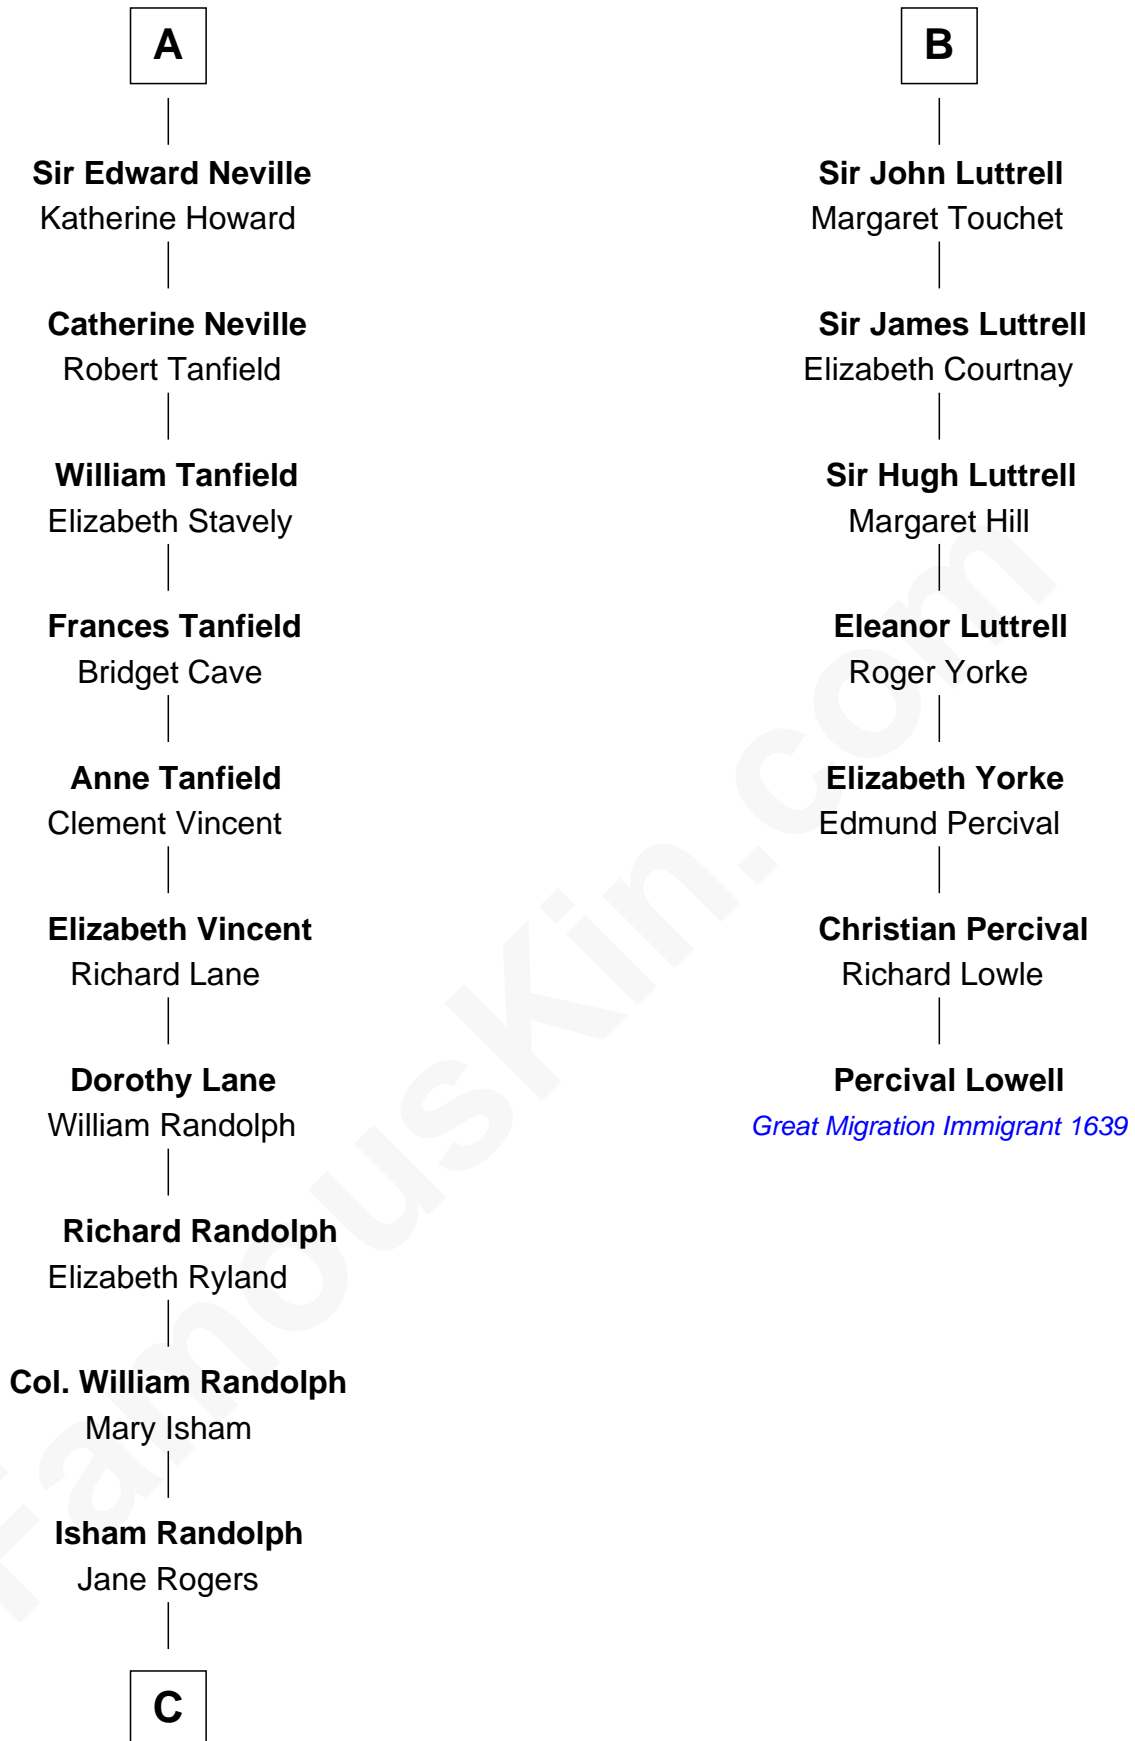 A
Sir Edward Neville
Katherine Howard
Catherine Neville
Robert Tanfield
William Tanfield
Elizabeth Stavely
Frances Tanfield
Bridget Cave
Anne Tanfield
Clement Vincent
Elizabeth Vincent
Richard Lane
Dorothy Lane
William Randolph
Richard Randolph
Elizabeth Ryland
Col. William Randolph
Mary Isham
Isham Randolph
Jane Rogers
C
B
Sir John Luttrell
Margaret Touchet
Sir James Luttrell
Elizabeth Courtnay
Sir Hugh Luttrell
Margaret Hill
Eleanor Luttrell
Roger Yorke
Elizabeth Yorke
Edmund Percival
Christian Percival
Richard Lowle
Percival Lowell
Great Migration Immigrant 1639
FamousKin.com